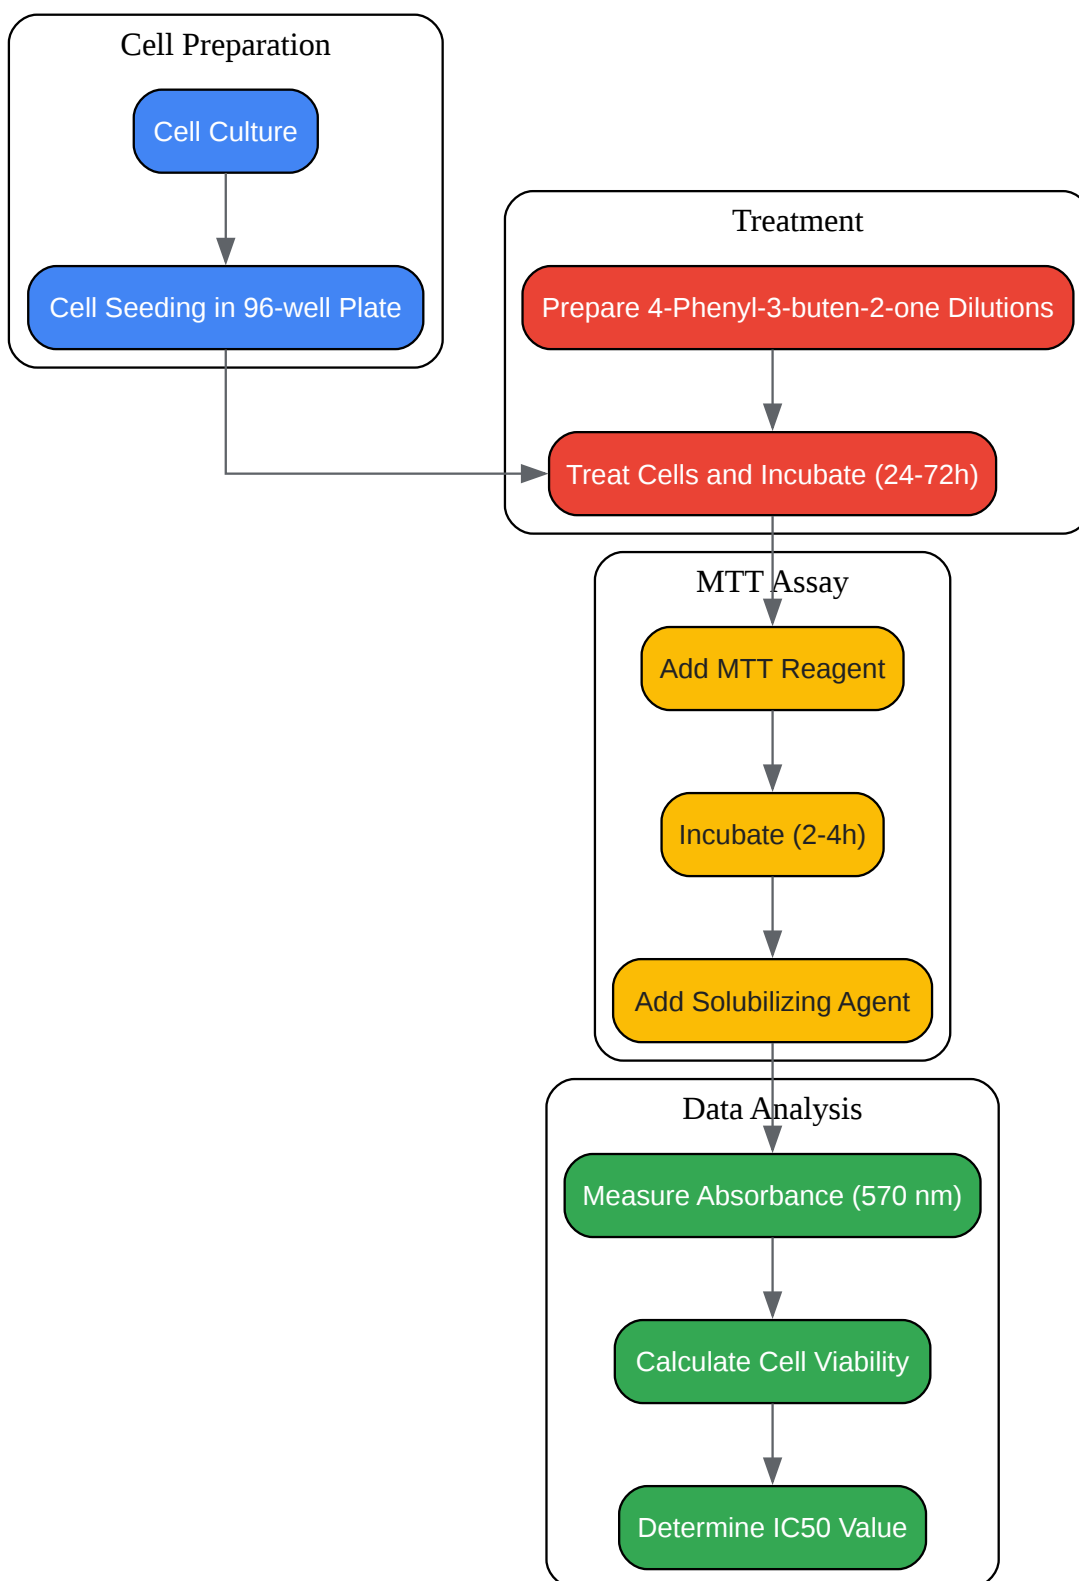 Cell Preparation
Cell Culture
Cell Seeding in 96-well Plate
Treatment
Prepare 4-Phenyl-3-buten-2-one Dilutions
Treat Cells and Incubate (24-72h)
MTT Assay
Add MTT Reagent
Incubate (2-4h)
Add Solubilizing Agent
Data Analysis
Measure Absorbance (570 nm)
Calculate Cell Viability
Determine IC50 Value